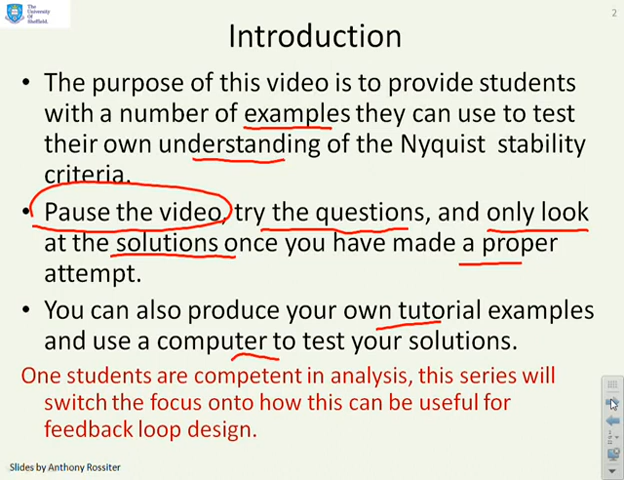 The
University
Of
Sheffield.
2
Introduction
• The purpose of this video is to provide students
with a number of examples they can use to test
their own understanding of the Nyquist stability
criteria.
• Pause the video, try the questions, and only look
at the solutions once you have made a proper
attempt.
• You can also produce your own tutorial examples
and use a computer to test your solutions.
One students are competent in analysis, this series will
switch the focus onto how this can be useful for
feedback loop design.
Slides by Anthony Rossiter